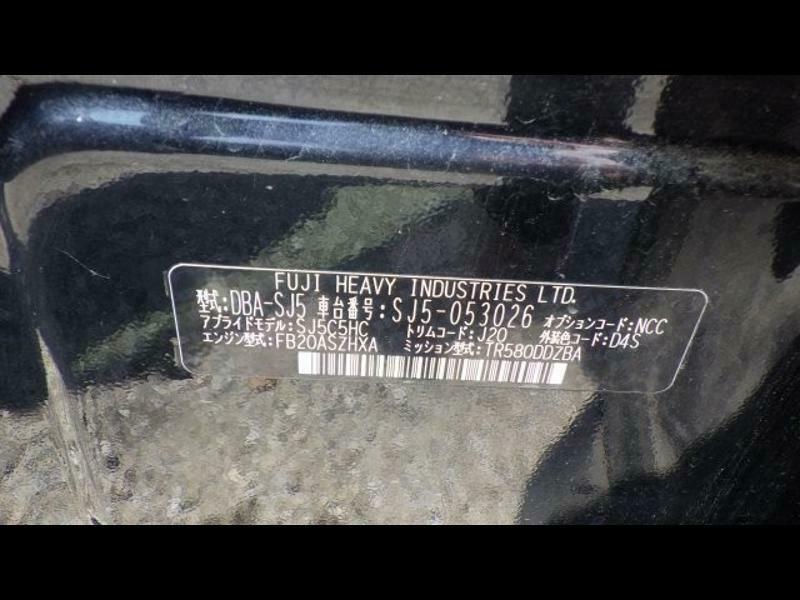 FUJI HEAVY INDUSTRIES LTD.
型式:DBA-SJ5 車台番号:SJ5-053026 オプションコード:NCC
アプライドモデル:SJ5C5HC トリムコード:J20 外装色コード:D4S
エンジン型式:FB20ASZHXA ミッション型式:TR580DDZBA